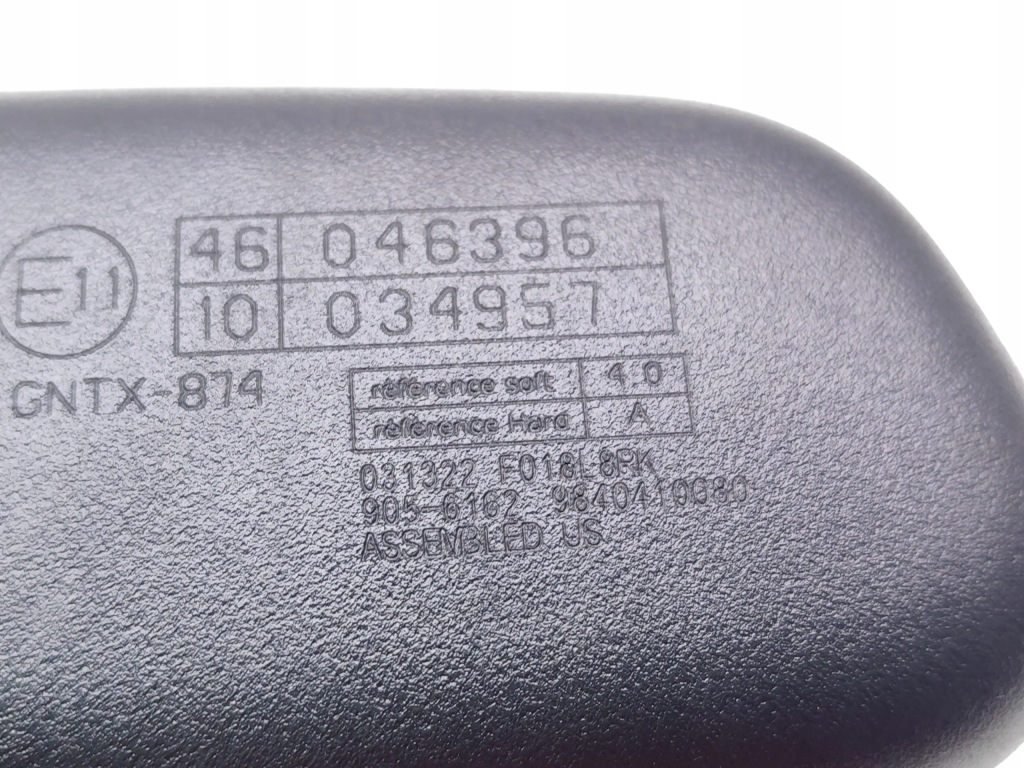 46 046396
E11
10 034957
GNTX-874
référence soft 4.0
référence Hard A
031322 F018L8RK
905-6162 9840410080
ASSEMBLED US